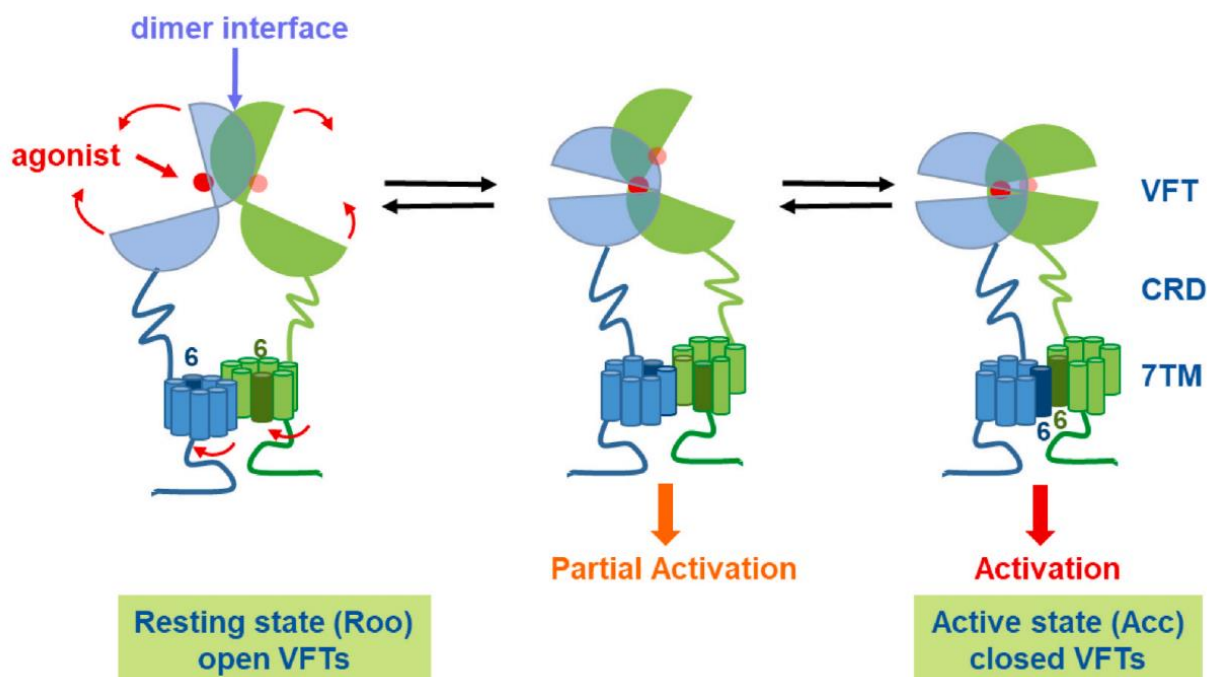 dimer interface
agonist
VFT
CRD
6
6
7TM
6
6
Partial Activation
Activation
Resting state (Roo)
open VFTs
Active state (Acc)
closed VFTs